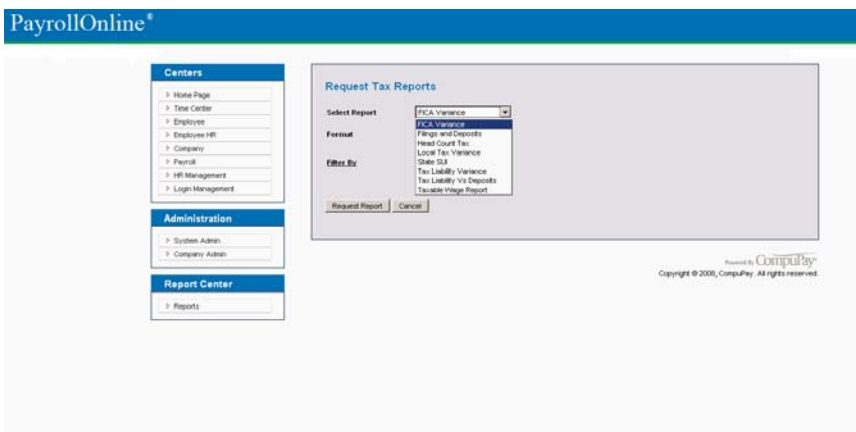 PayrollOnline®
Centers
Home Page
Time Center
Employee
Employee HR
Company
Payroll
HR Management
Login Management
Administration
System Admin
Company Admin
Report Center
Reports
Request Tax Reports
Select Report
FICA Variance
FICA Variance
Filings and Deposits
Head Count Tax
Local Tax Variance
State SUI
Tax Liability Variance
Tax Liability Vs Deposits
Taxable Wage Report
Format
Filter By
Request Report
Cancel
Powered By CompuPay®
Copyright © 2008, CompuPay. All rights reserved.